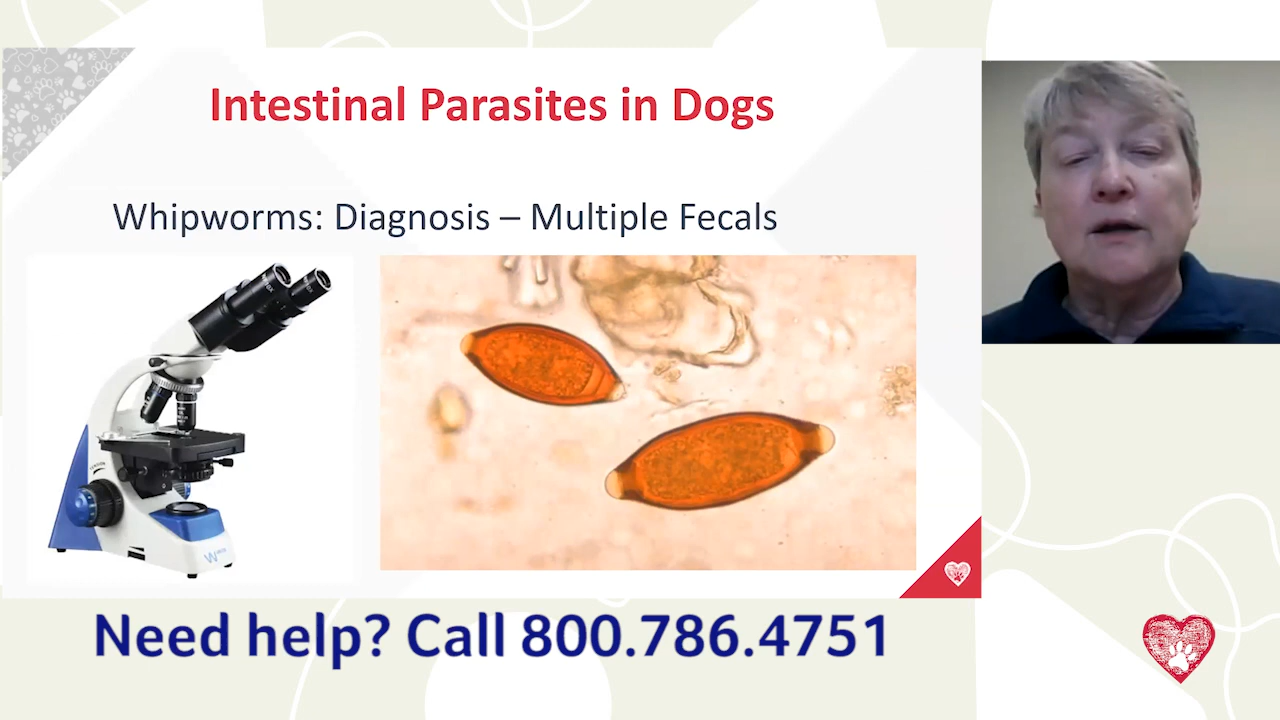 Intestinal Parasites in Dogs
Whipworms: Diagnosis – Multiple Fecals
Need help? Call 800.786.4751